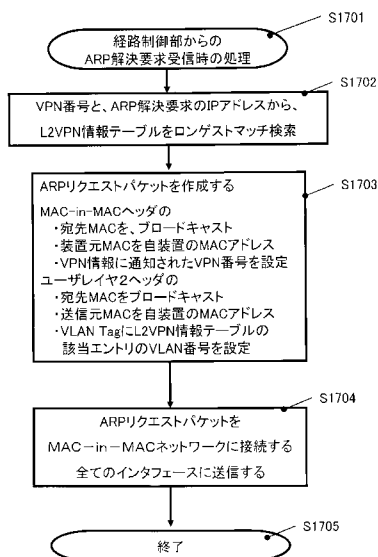 S1701
経路制御部からの
ARP解決要求受信時の処理
S1702
VPN番号と、ARP解決要求のIPアドレスから、
L2VPN情報テーブルをロンゲストマッチ検索
S1703
ARPリクエストパケットを作成する
MAC-in-MACヘッダの
・宛先MACを、ブロードキャスト
・装置元MACを自装置のMACアドレス
・VPN情報に通知されたVPN番号を設定
ユーザレイヤ2ヘッダの
・宛先MACをブロードキャスト
・送信元MACを自装置のMACアドレス
・VLAN TagにL2VPN情報テーブルの
該当エントリのVLAN番号を設定
S1704
ARPリクエストパケットを
MAC-in-MACネットワークに接続する
全てのインタフェースに送信する
S1705
終了